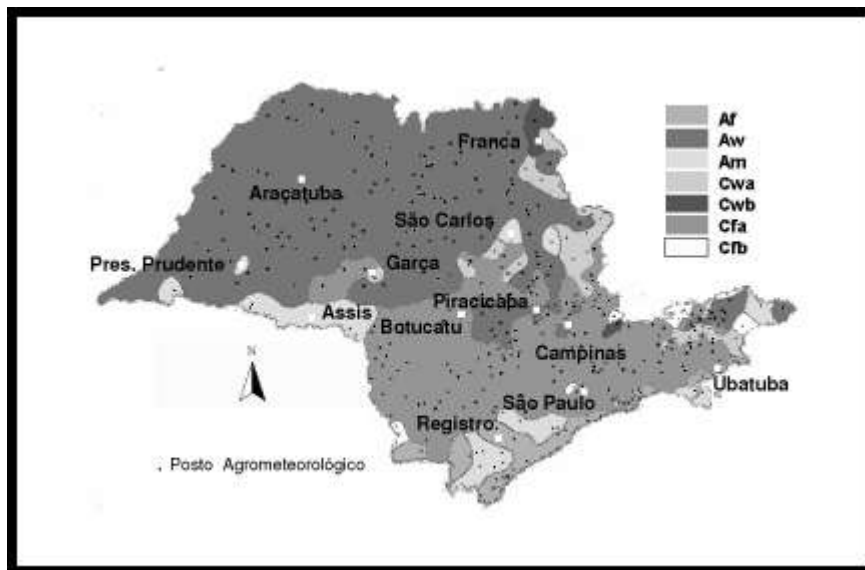 Franca
Araçatuba
São Carlos
Pres. Prudente
Garça
Assis
Piracicaba
Botucatu
Campinas
Ubatuba
São Paulo
Registro
N
. Posto Agrometeorológico
Af
Aw
Am
Cwa
Cwb
Cfa
Cfb